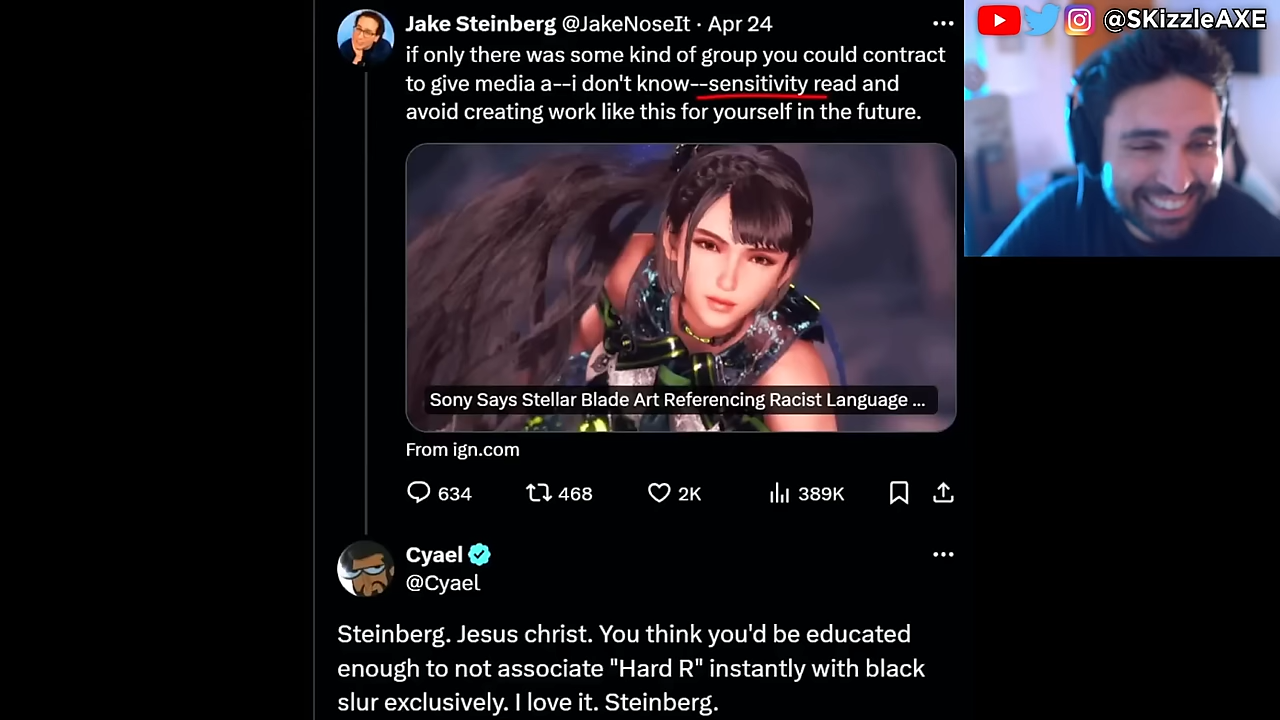 @SKizzleAXE
Jake Steinberg @JakeNoseIt · Apr 24
if only there was some kind of group you could contract
to give media a--i don't know--sensitivity read and
avoid creating work like this for yourself in the future.
Sony Says Stellar Blade Art Referencing Racist Language ...
From ign.com
634 468 2K 389K
Cyael
@Cyael
Steinberg. Jesus christ. You think you'd be educated
enough to not associate "Hard R" instantly with black
slur exclusively. I love it. Steinberg.